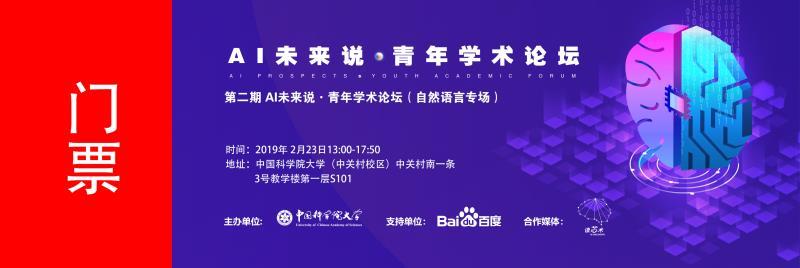 门票
AI未来说·青年学术论坛
AI PROSPECTS YOUTH ACADEMIC FORUM
第二期 AI未来说·青年学术论坛（自然语言专场）
时间：2019年 2月23日13:00-17:50
地址：中国科学院大学（中关村校区）中关村南一条
3号教学楼第一层S101
主办单位: 中国科学院大学 支持单位: Bai du 百度 合作媒体: 读芯术
University of Chinese Academy of Sciences